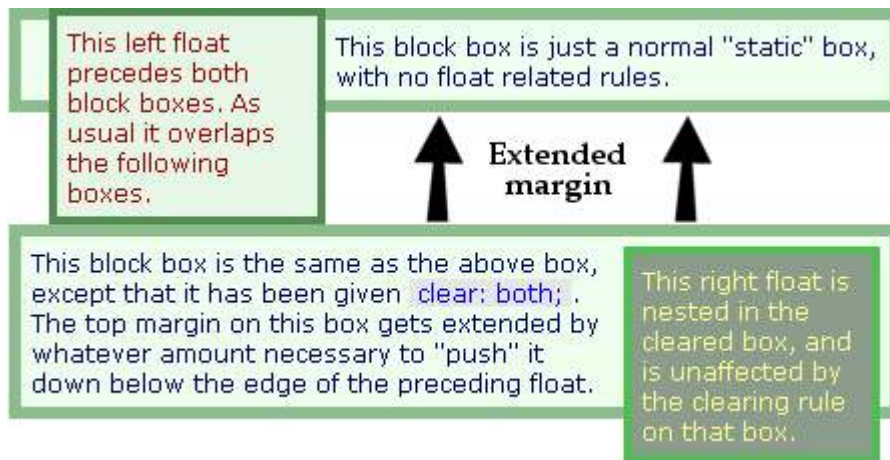 This left float
precedes both
block boxes. As
usual it overlaps
the following
boxes.
This block box is just a normal "static" box,
with no float related rules.
Extended
margin
This block box is the same as the above box,
except that it has been given clear: both; .
The top margin on this box gets extended by
whatever amount necessary to "push" it
down below the edge of the preceding float.
This right float is
nested in the
cleared box, and
is unaffected by
the clearing rule
on that box.